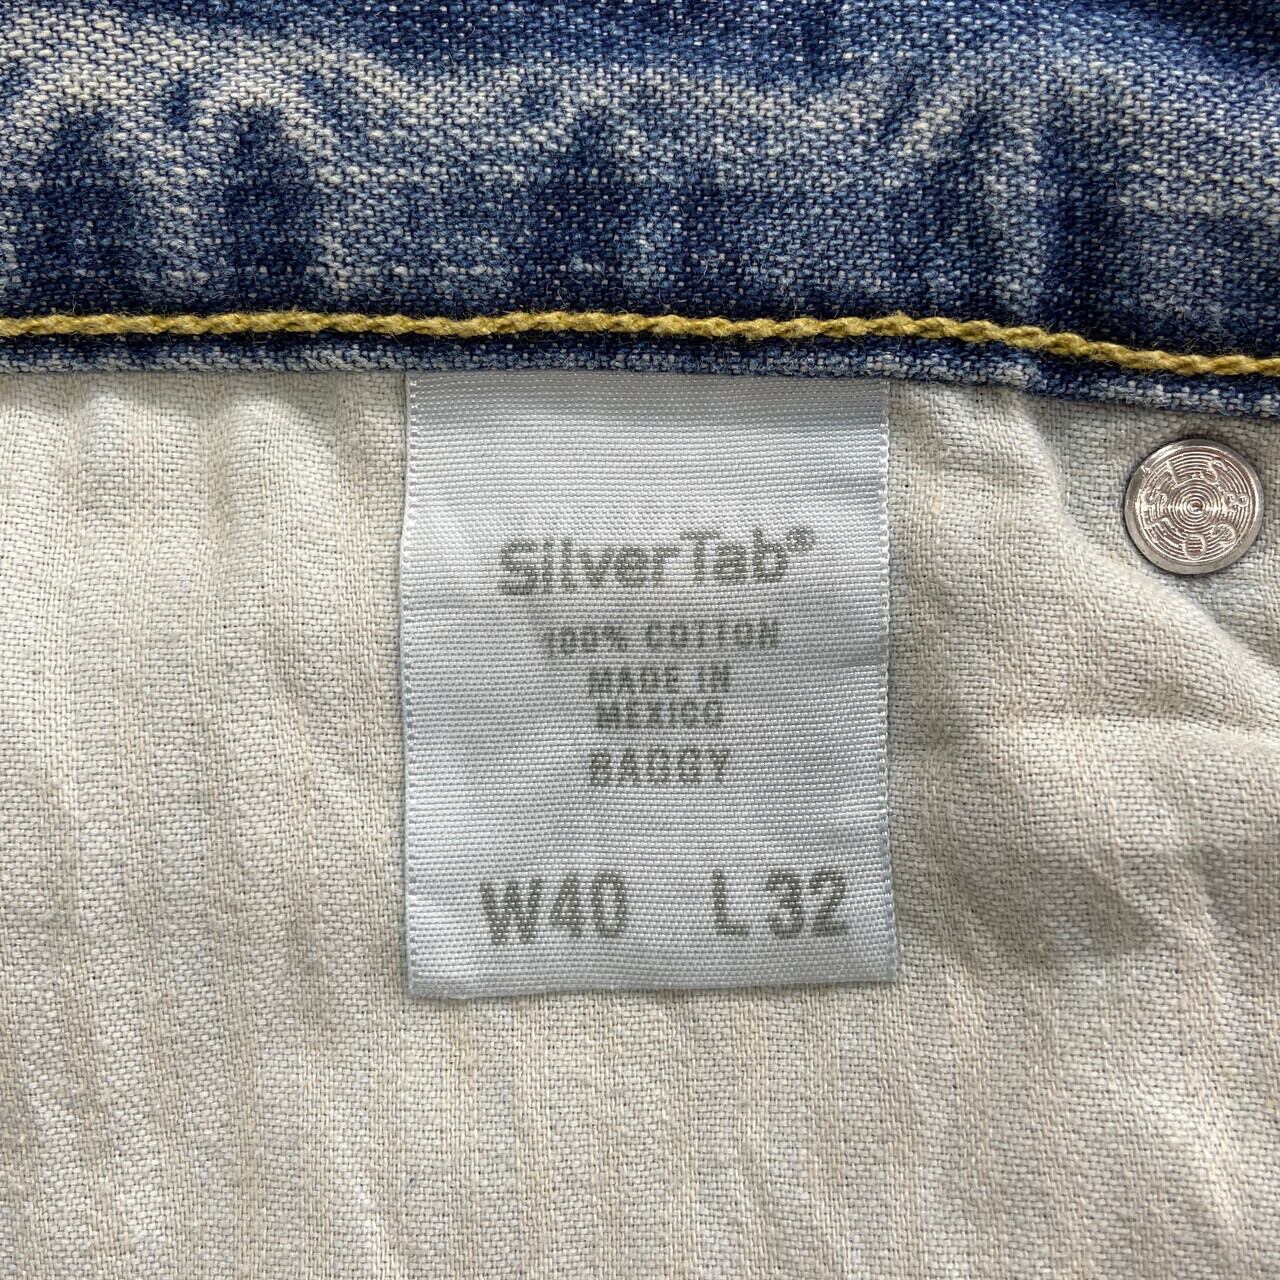 SilverTab®
100% COTTON
MADE IN
MEXICO
BAGGY
W40 L32